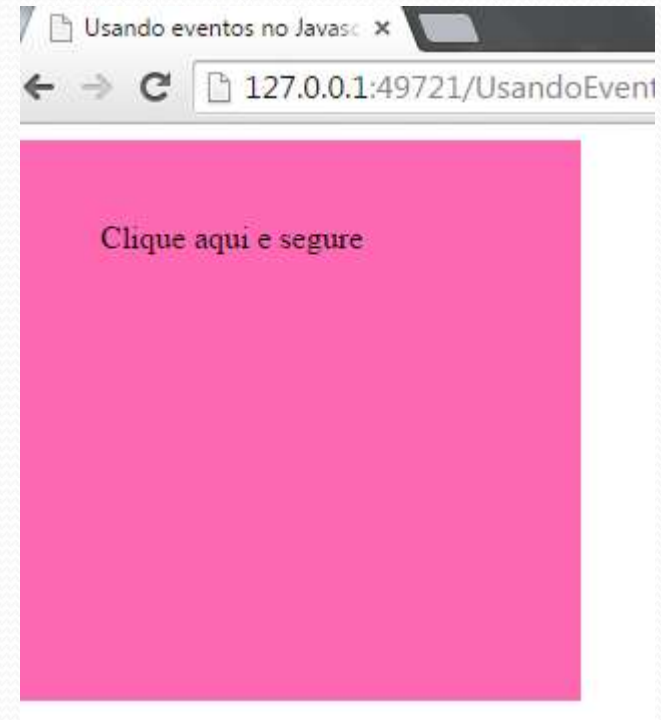 Usando eventos no Javasc
127.0.0.1:49721/UsandoEvent
Clique aqui e segure